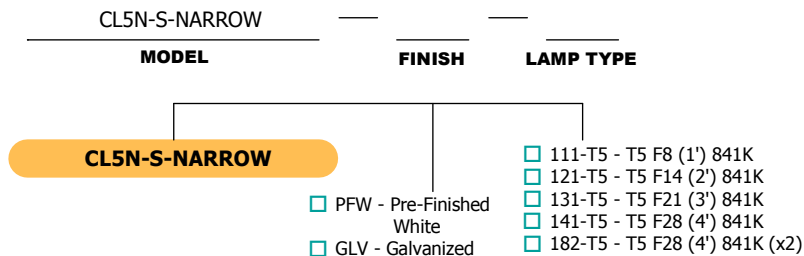 CL5N-S-NARROW
MODEL
FINISH
LAMP TYPE
CL5N-S-NARROW
PFW - Pre-Finished
White
GLV - Galvanized
111-T5 - T5 F8 (1') 841K
121-T5 - T5 F14 (2') 841K
131-T5 - T5 F21 (3') 841K
141-T5 - T5 F28 (4') 841K
182-T5 - T5 F28 (4') 841K (x2)